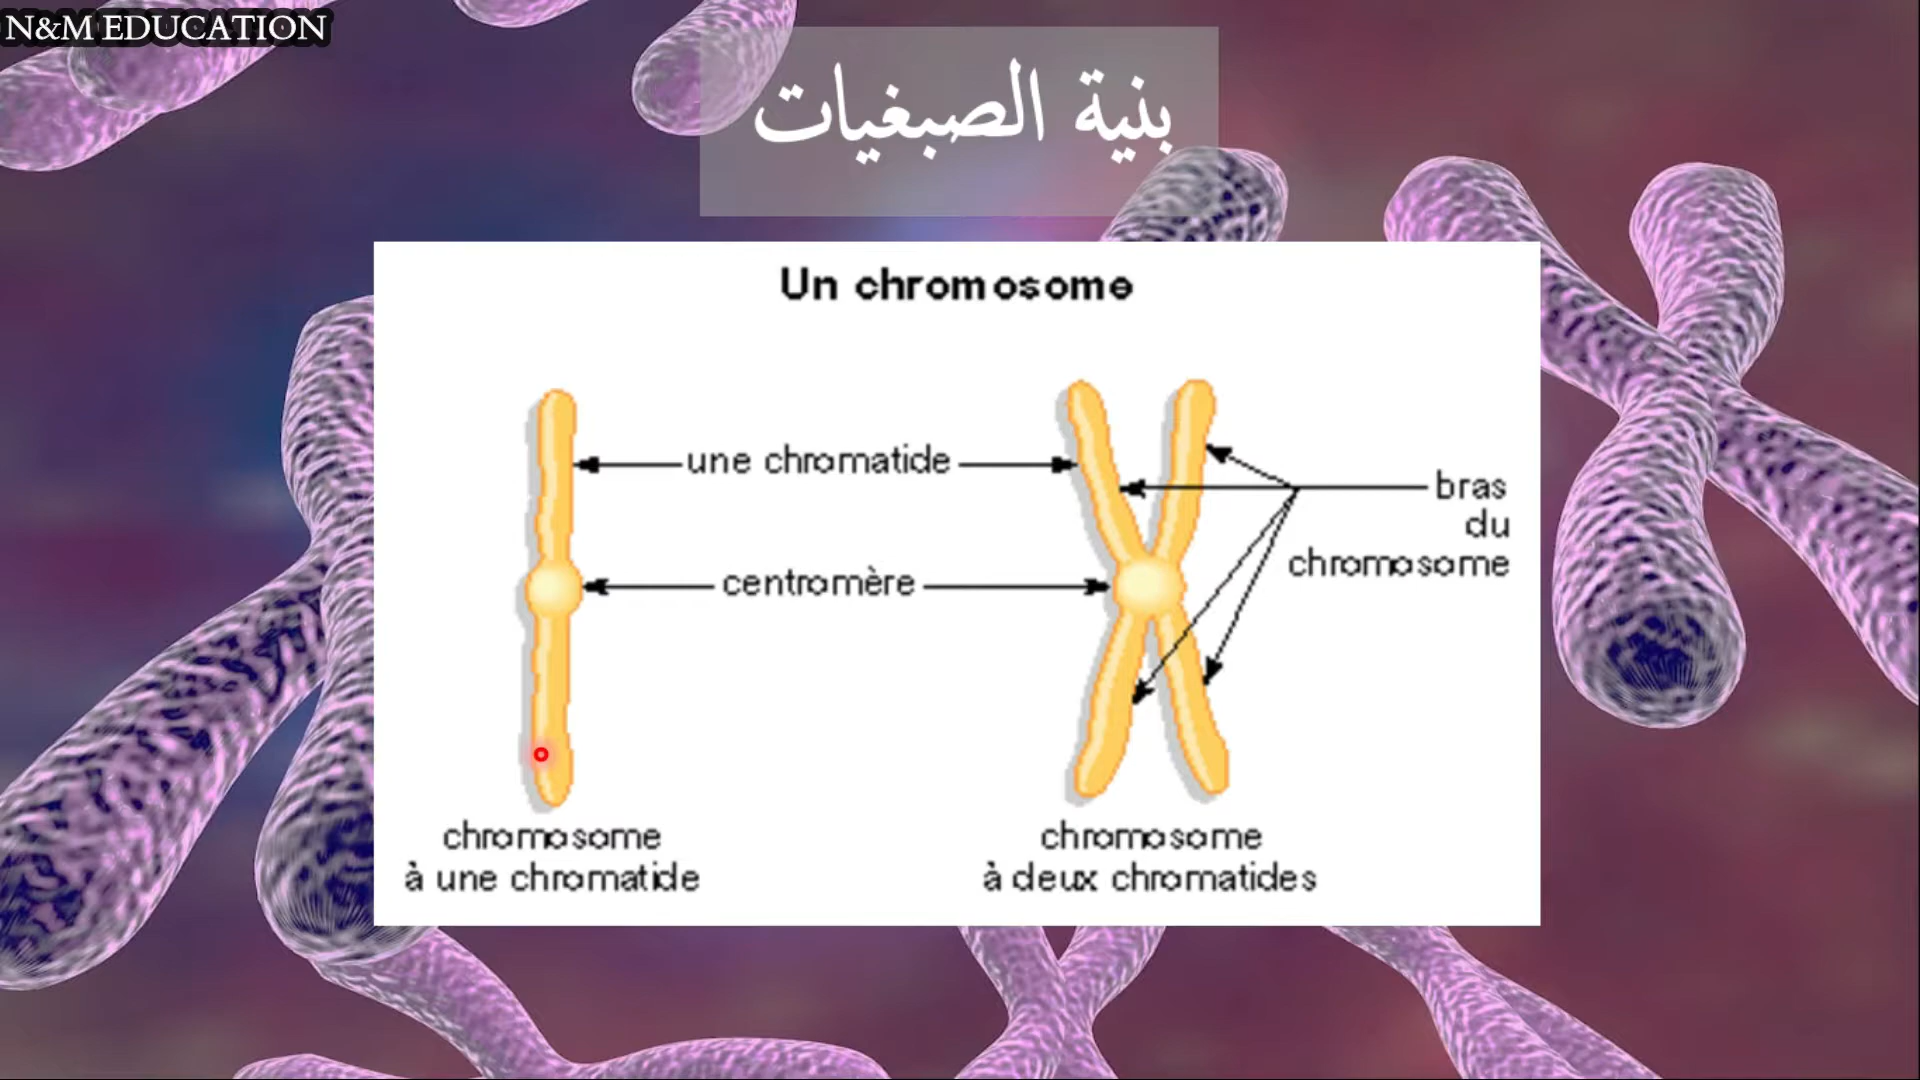 N&M EDUCATION
بنية الصبغيات
Un chromosome
une chromatide
bras
du
chromosome
centromère
chromosome
à une chromatide
chromosome
à deux chromatides